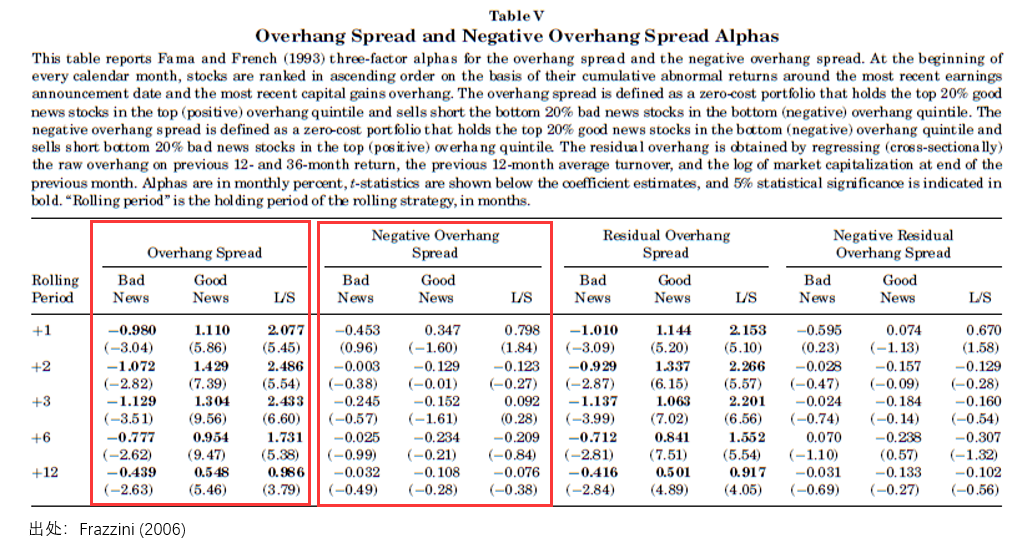 Table V
Overhang Spread and Negative Overhang Spread Alphas
This table reports Fama and French (1993) three-factor alphas for the overhang spread and the negative overhang spread. At the beginning of
every calendar month, stocks are ranked in ascending order on the basis of their cumulative abnormal returns around the most recent earnings
announcement date and the most recent capital gains overhang. The overhang spread is defined as a zero-cost portfolio that holds the top 20% good
news stocks in the top (positive) overhang quintile and sells short the bottom 20% bad news stocks in the bottom (negative) overhang quintile. The
negative overhang spread is defined as a zero-cost portfolio that holds the top 20% good news stocks in the bottom (negative) overhang quintile and
sells short bottom 20% bad news stocks in the top (positive) overhang quintile. The residual overhang is obtained by regressing (cross-sectionally)
the raw overhang on previous 12- and 36-month return, the previous 12-month average turnover, and the log of market capitalization at end of the
previous month. Alphas are in monthly percent, t-statistics are shown below the coefficient estimates, and 5% statistical significance is indicated in
bold. “Rolling period” is the holding period of the rolling strategy, in months.
Overhang Spread Negative Overhang Spread Residual Overhang Spread Negative Residual Overhang Spread
Rolling Period Bad News Good News L/S Bad News Good News L/S Bad News Good News L/S Bad News Good News L/S
+1 −0.980 1.110 2.077 −0.453 0.347 0.798 −1.010 1.144 2.153 −0.595 0.074 0.670
(−3.04) (5.86) (5.45) (0.96) (−1.60) (1.84) (−3.09) (5.20) (5.10) (0.23) (−1.13) (1.58)
+2 −1.072 1.429 2.486 −0.003 −0.129 −0.123 −0.929 1.337 2.266 −0.028 −0.157 −0.129
(−2.82) (7.39) (5.54) (−0.38) (−0.01) (−0.27) (−2.87) (6.15) (5.57) (−0.47) (−0.09) (−0.28)
+3 −1.129 1.304 2.433 −0.245 −0.152 0.092 −1.137 1.063 2.201 −0.024 −0.184 −0.160
(−3.51) (9.56) (6.60) (−0.57) (−1.61) (0.28) (−3.99) (7.02) (6.56) (−0.74) (−0.14) (−0.54)
+6 −0.777 0.954 1.731 −0.025 −0.234 −0.209 −0.712 0.841 1.552 0.070 −0.238 −0.307
(−2.62) (9.47) (5.38) (−0.99) (−0.21) (−0.84) (−2.81) (7.51) (5.54) (−1.10) (0.57) (−1.32)
+12 −0.439 0.548 0.986 −0.032 −0.108 −0.076 −0.416 0.501 0.917 −0.031 −0.133 −0.102
(−2.63) (5.46) (3.79) (−0.49) (−0.28) (−0.38) (−2.84) (4.89) (4.05) (−0.69) (−0.27) (−0.56)
出处：Frazzini (2006)